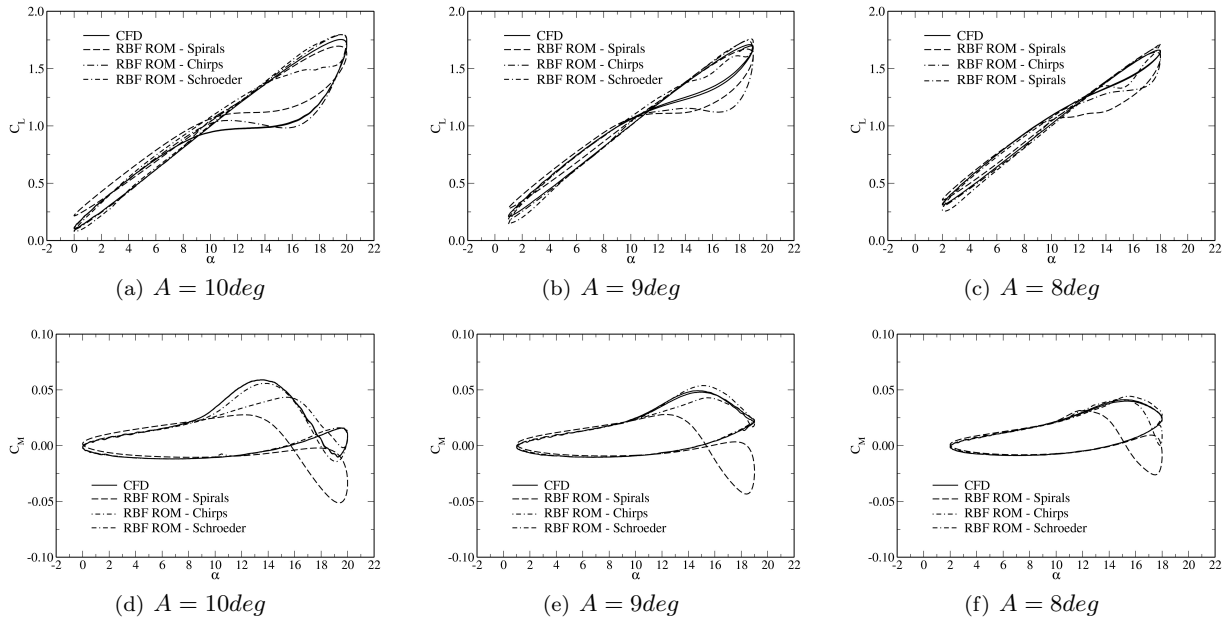 2.0
1.5
1.0
0.5
0.0
C_L
CFD
RBF ROM - Spirals
RBF ROM - Chirps
RBF ROM - Schroeder
-2 0 2 4 6 8 10 12 14 16 18 20 22
α
(a) A = 10deg
2.0
1.5
1.0
0.5
0.0
C_L
CFD
RBF ROM - Spirals
RBF ROM - Chirps
RBF ROM - Schroeder
-2 0 2 4 6 8 10 12 14 16 18 20 22
α
(b) A = 9deg
2.0
1.5
1.0
0.5
0.0
C_L
CFD
RBF ROM - Spirals
RBF ROM - Chirps
RBF ROM - Spirals
-2 0 2 4 6 8 10 12 14 16 18 20 22
α
(c) A = 8deg
0.10
0.05
0.00
-0.05
-0.10
C_M
CFD
RBF ROM - Spirals
RBF ROM - Chirps
RBF ROM - Schroeder
-2 0 2 4 6 8 10 12 14 16 18 20 22
α
(d) A = 10deg
0.10
0.05
0.00
-0.05
-0.10
C_M
CFD
RBF ROM - Spirals
RBF ROM - Chirps
RBF ROM - Schroeder
-2 0 2 4 6 8 10 12 14 16 18 20 22
α
(e) A = 9deg
0.10
0.05
0.00
-0.05
-0.10
C_M
CFD
RBF ROM - Spirals
RBF ROM - Chirps
RBF ROM - Schroeder
-2 0 2 4 6 8 10 12 14 16 18 20 22
α
(f) A = 8deg